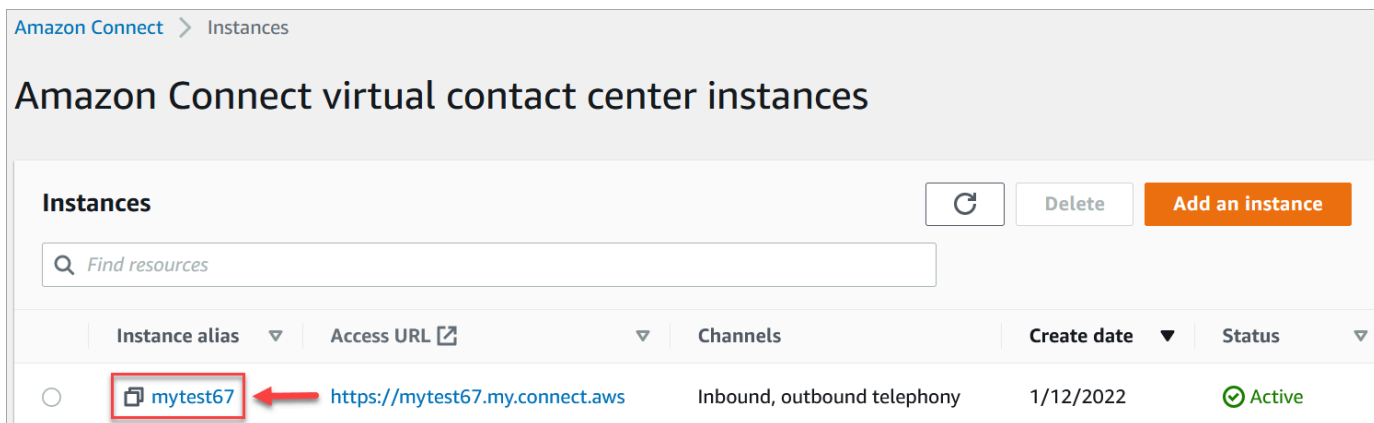 Amazon Connect > Instances
Amazon Connect virtual contact center instances
Instances
Delete
Add an instance
Find resources
Instance alias Access URL Channels Create date Status
mytest67 https://mytest67.my.connect.aws Inbound, outbound telephony 1/12/2022 Active